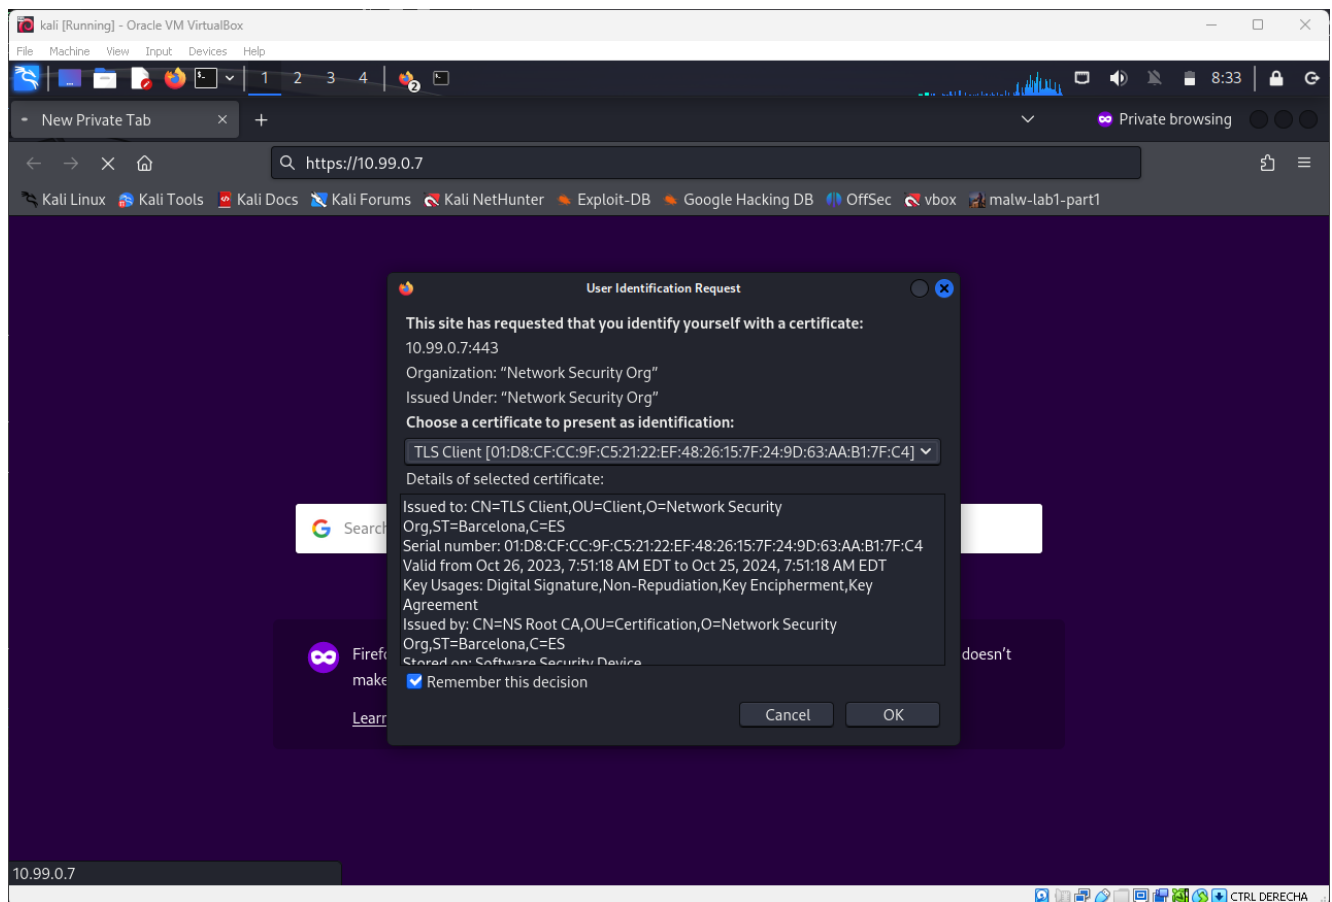 kali [Running] - Oracle VM VirtualBox
File Machine View Input Devices Help
1 2 3 4 2 8:33
New Private Tab Private browsing
https://10.99.0.7
Kali Linux Kali Tools Kali Docs Kali Forums Kali NetHunter Exploit-DB Google Hacking DB OffSec vbox malw-lab1-part1
User Identification Request
This site has requested that you identify yourself with a certificate:
10.99.0.7:443
Organization: “Network Security Org”
Issued Under: “Network Security Org”
Choose a certificate to present as identification:
TLS Client [01:D8:CF:CC:9F:C5:21:22:EF:48:26:15:7F:24:9D:63:AA:B1:7F:C4]
Details of selected certificate:
Issued to: CN=TLS Client,OU=Client,O=Network Security
Org,ST=Barcelona,C=ES
Serial number: 01:D8:CF:CC:9F:C5:21:22:EF:48:26:15:7F:24:9D:63:AA:B1:7F:C4
Valid from Oct 26, 2023, 7:51:18 AM EDT to Oct 25, 2024, 7:51:18 AM EDT
Key Usages: Digital Signature,Non-Repudiation,Key Encipherment,Key
Agreement
Issued by: CN=NS Root CA,OU=Certification,O=Network Security
Org,ST=Barcelona,C=ES
Stored on: Software Security Device
Remember this decision
Cancel OK
Search
Firefo doesn’t
make
Learn
10.99.0.7
CTRL DERECHA